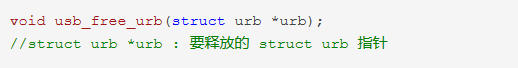 void usb_free_urb(struct urb *urb);
//struct urb *urb : 要释放的 struct urb 指针